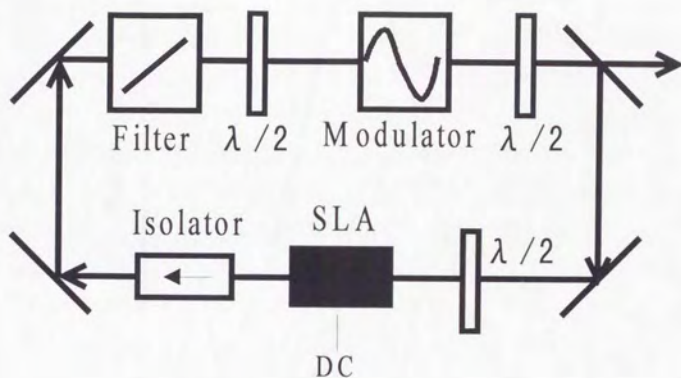 Filter
λ/2
Modulator
λ/2
Isolator
SLA
λ/2
DC